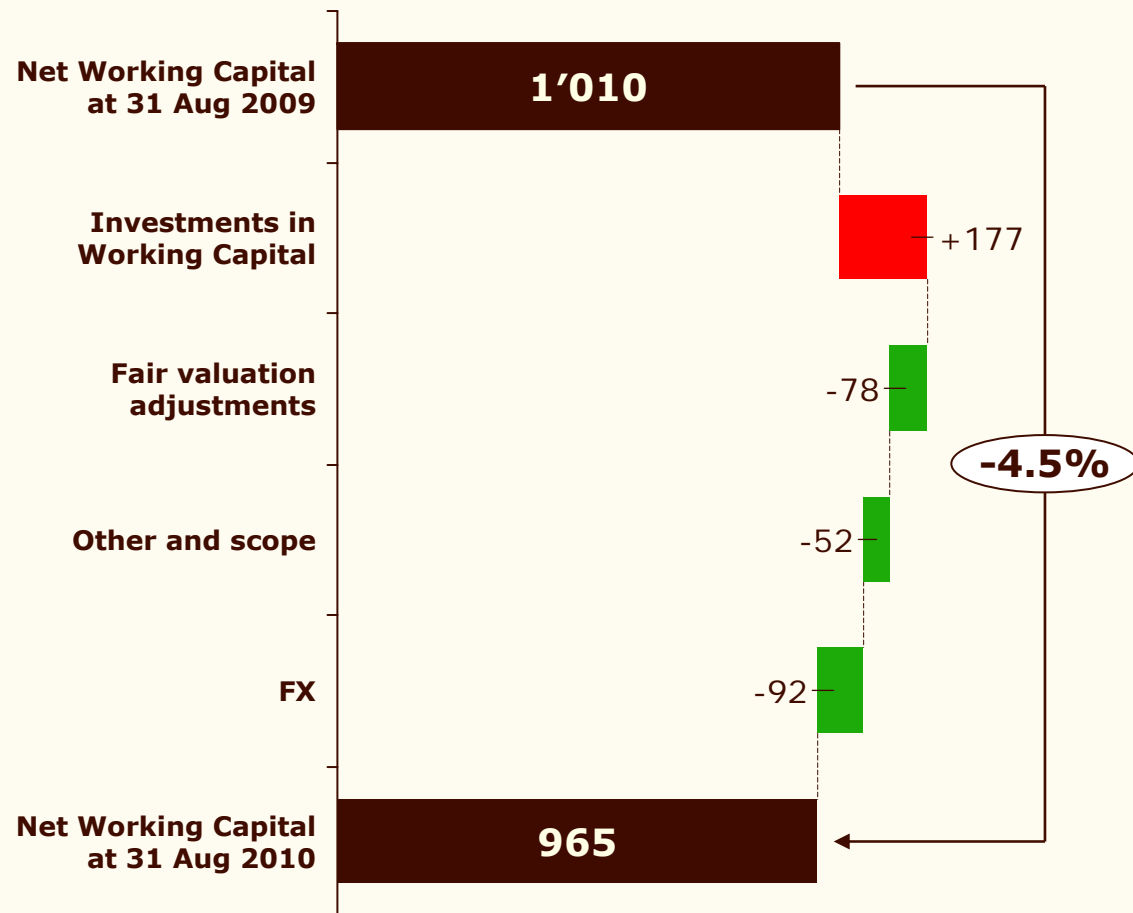 Net Working Capital
at 31 Aug 2009
1’010
Investments in
Working Capital
+177
Fair valuation
adjustments
-78
-4.5%
Other and scope
-52
FX
-92
Net Working Capital
at 31 Aug 2010
965